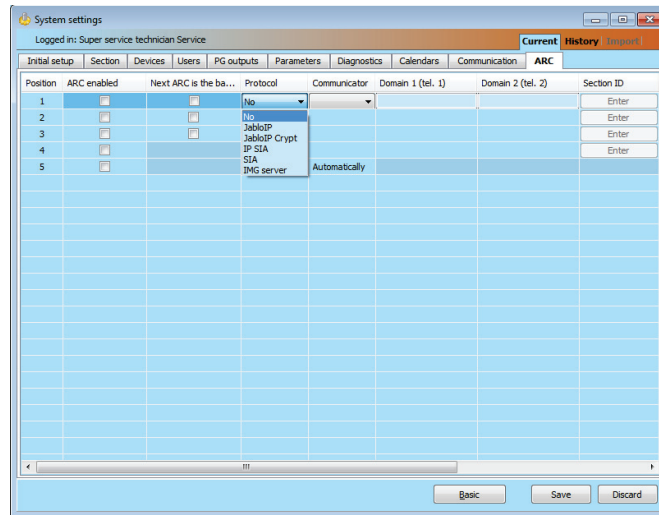 System settings
Logged in: Super service technician Service
Current History Import
Initial setup Section Devices Users PG outputs Parameters Diagnostics Calendars Communication ARC
Position ARC enabled Next ARC is the ba... Protocol Communicator Domain 1 (tel. 1) Domain 2 (tel. 2) Section ID
1 No Enter
2 Enter
3 Enter
4 Enter
5 Automatically
No
JabloIP
JabloIP Crypt
IP SIA
SIA
IMG server
Basic Save Discard